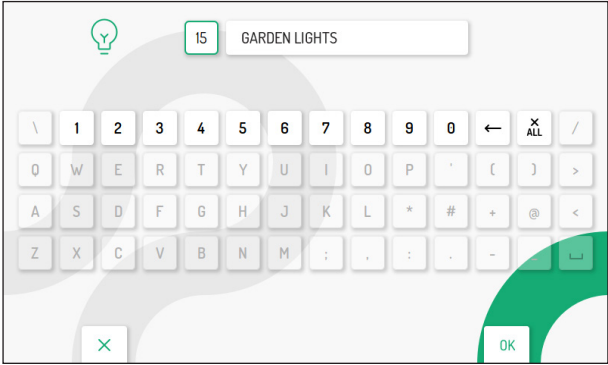 15 GARDEN LIGHTS
\ 1 2 3 4 5 6 7 8 9 0 ← × ALL /
Q W E R T Y U I O P ' ( ) >
A S D F G H J K L * # + @ <
Z X C V B N M ; , : . - _ ⌴
× OK